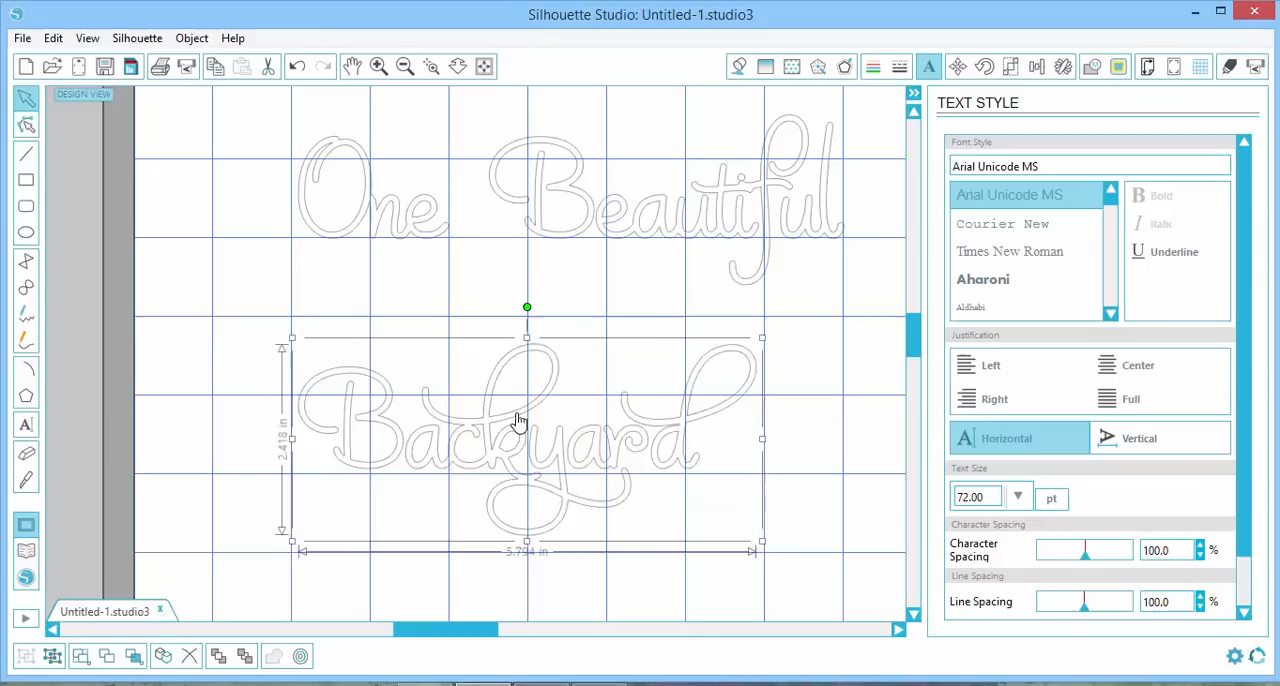 Silhouette Studio: Untitled-1.studio3
File Edit View Silhouette Object Help
DESIGN VIEW
TEXT STYLE
Font Style
Arial Unicode MS
Arial Unicode MS
Courier New
Times New Roman
Aharoni
Aldhabi
B Bold
I Italic
U Underline
Justification
Left Center
Right Full
Horizontal Vertical
Text Size
72.00 pt
Character Spacing
Character
Spacing
100.0 %
Line Spacing
Line Spacing 100.0 %
One Beautiful
Backyard
2.418 in
5.794 in
Untitled-1.studio3 x